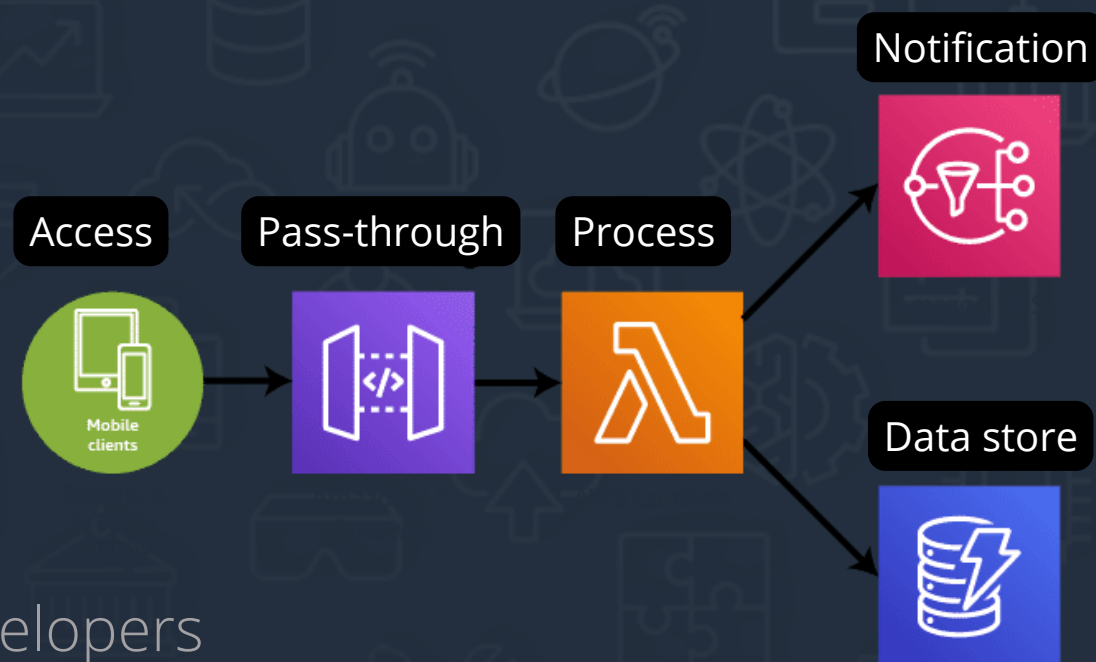 Notification
Access
Pass-through
Process
Mobile
clients
</>
Data store
elopers